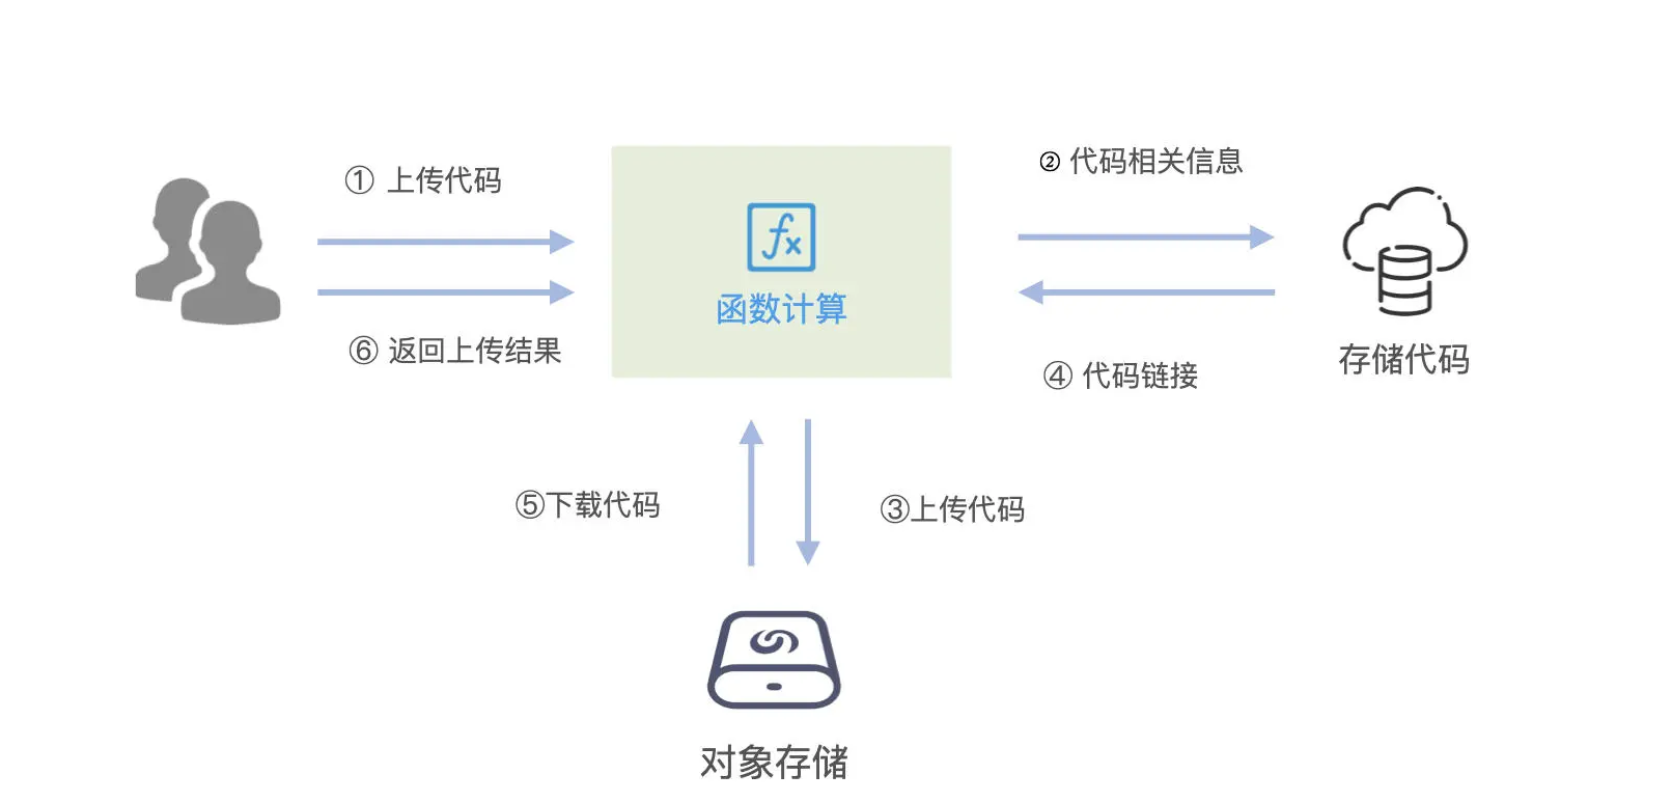 ① 上传代码
② 代码相关信息
fx
函数计算
⑥ 返回上传结果
④ 代码链接
存储代码
⑤下载代码
③上传代码
对象存储